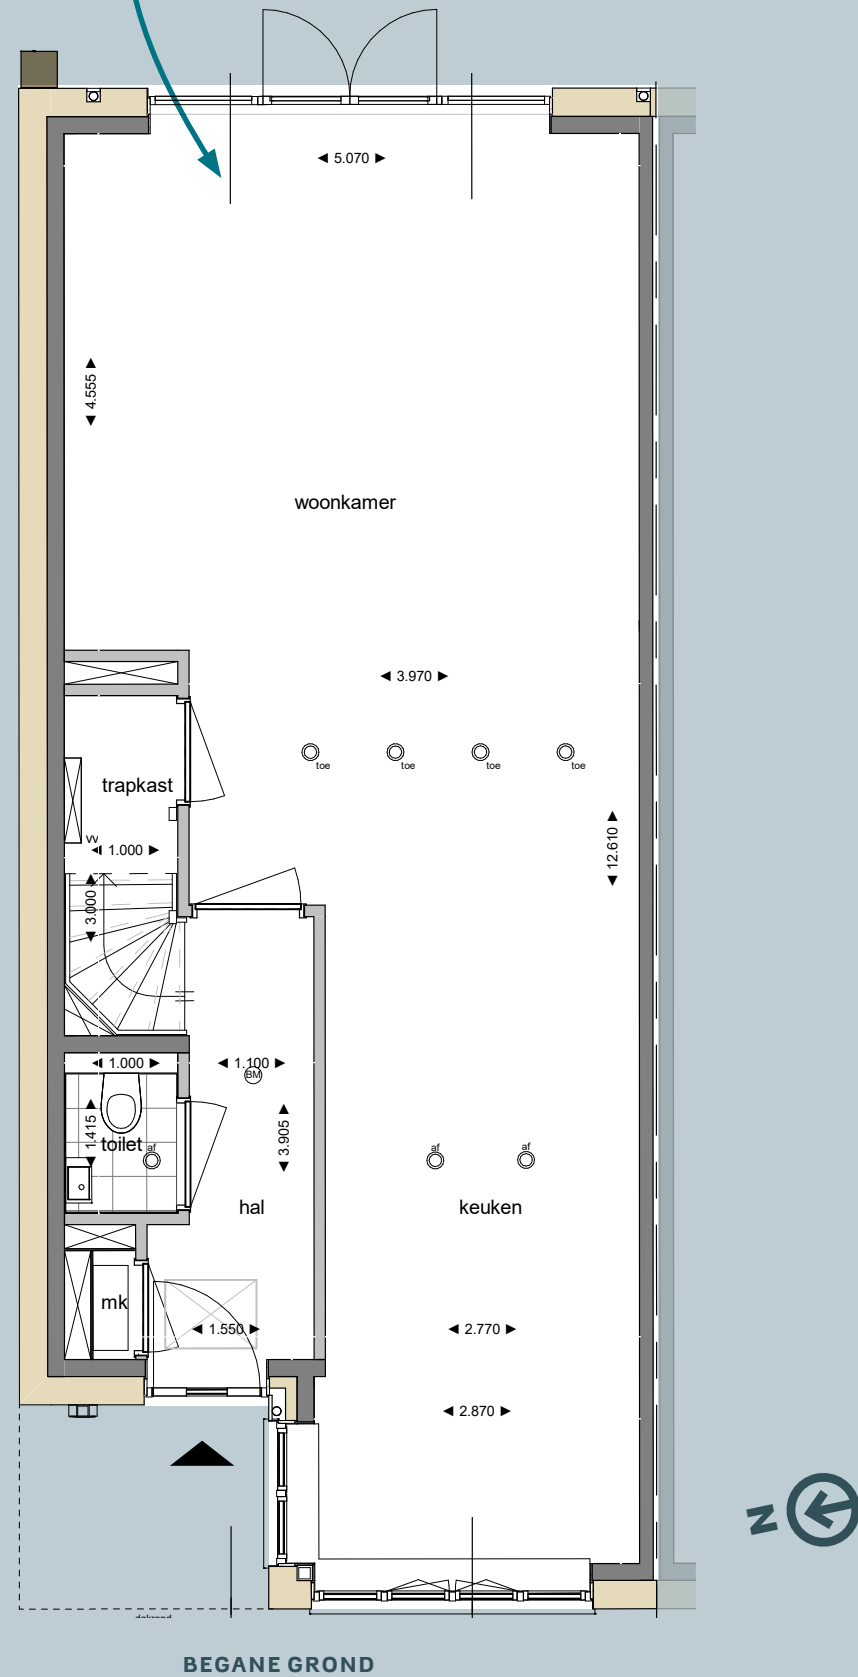 5.070
4.555
woonkamer
3.970
toe toe toe toe
trapkast
12.610
vv
1.000
3.000
1.000
1.100
BM
1.415
toilet
af
3.905
af af
hal
keuken
mk
1.550
2.770
2.870
N
BEGANE GROND